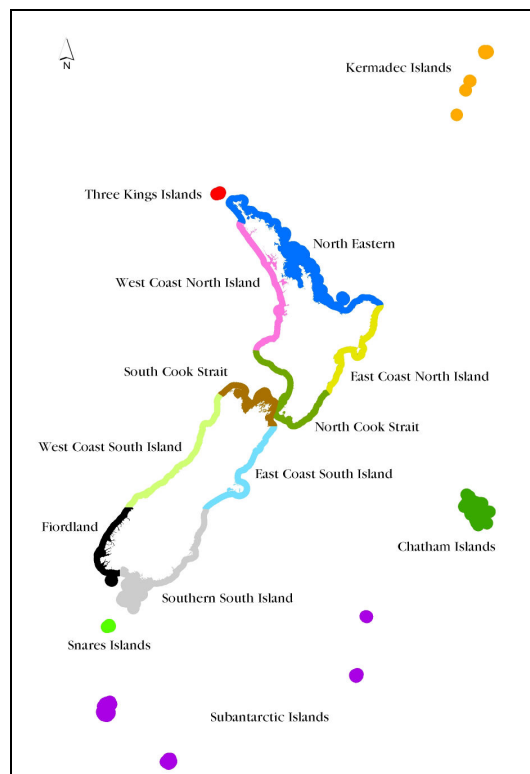 N
Kermadec Islands
Three Kings Islands
North Eastern
West Coast North Island
South Cook Strait
East Coast North Island
North Cook Strait
West Coast South Island
East Coast South Island
Fiordland
Chatham Islands
Southern South Island
Snares Islands
Subantarctic Islands